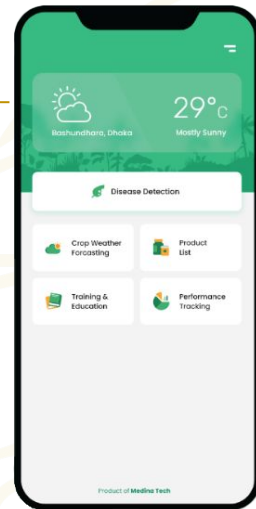 29°C
Bashundhara, Dhaka
Mostly Sunny
Disease Detection
Crop Weather
Forcasting
Product
List
Training &
Education
Performance
Tracking
Product of Medina Tech